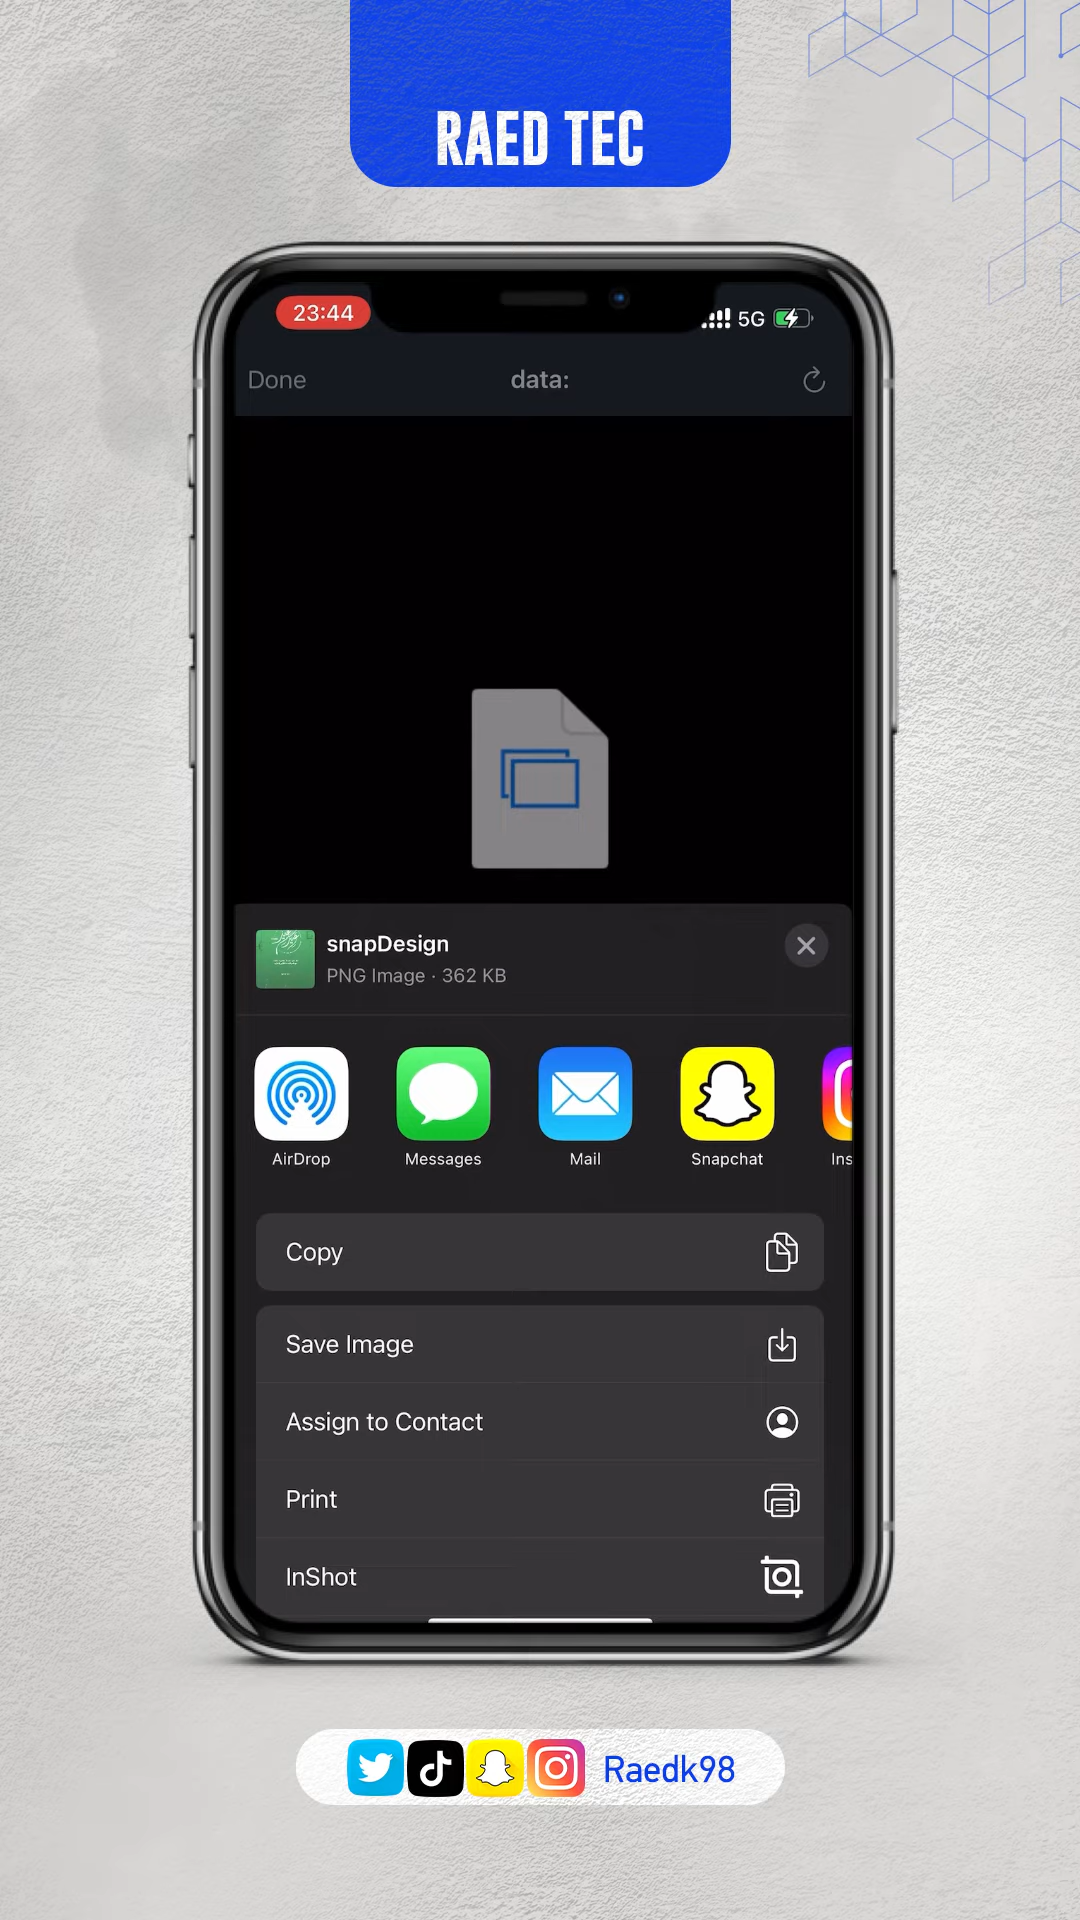 RAED TEC
23:44
5G
Done
data:
snapDesign
PNG Image · 362 KB
AirDrop
Messages
Mail
Snapchat
Ins
Copy
Save Image
Assign to Contact
Print
InShot
Raedk98